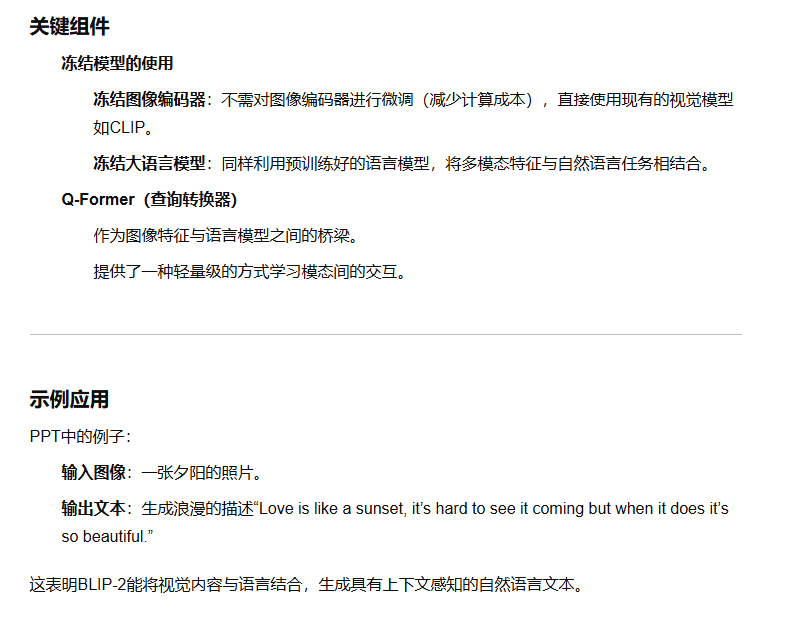 关键组件
冻结模型的使用
冻结图像编码器：不需对图像编码器进行微调（减少计算成本），直接使用现有的视觉模型
如CLIP。
冻结大语言模型：同样利用预训练好的语言模型，将多模态特征与自然语言任务相结合。
Q-Former（查询转换器）
作为图像特征与语言模型之间的桥梁。
提供了一种轻量级的方式学习模态间的交互。
示例应用
PPT中的例子：
输入图像：一张夕阳的照片。
输出文本：生成浪漫的描述“Love is like a sunset, it’s hard to see it coming but when it does it’s
so beautiful.”
这表明BLIP-2能将视觉内容与语言结合，生成具有上下文感知的自然语言文本。